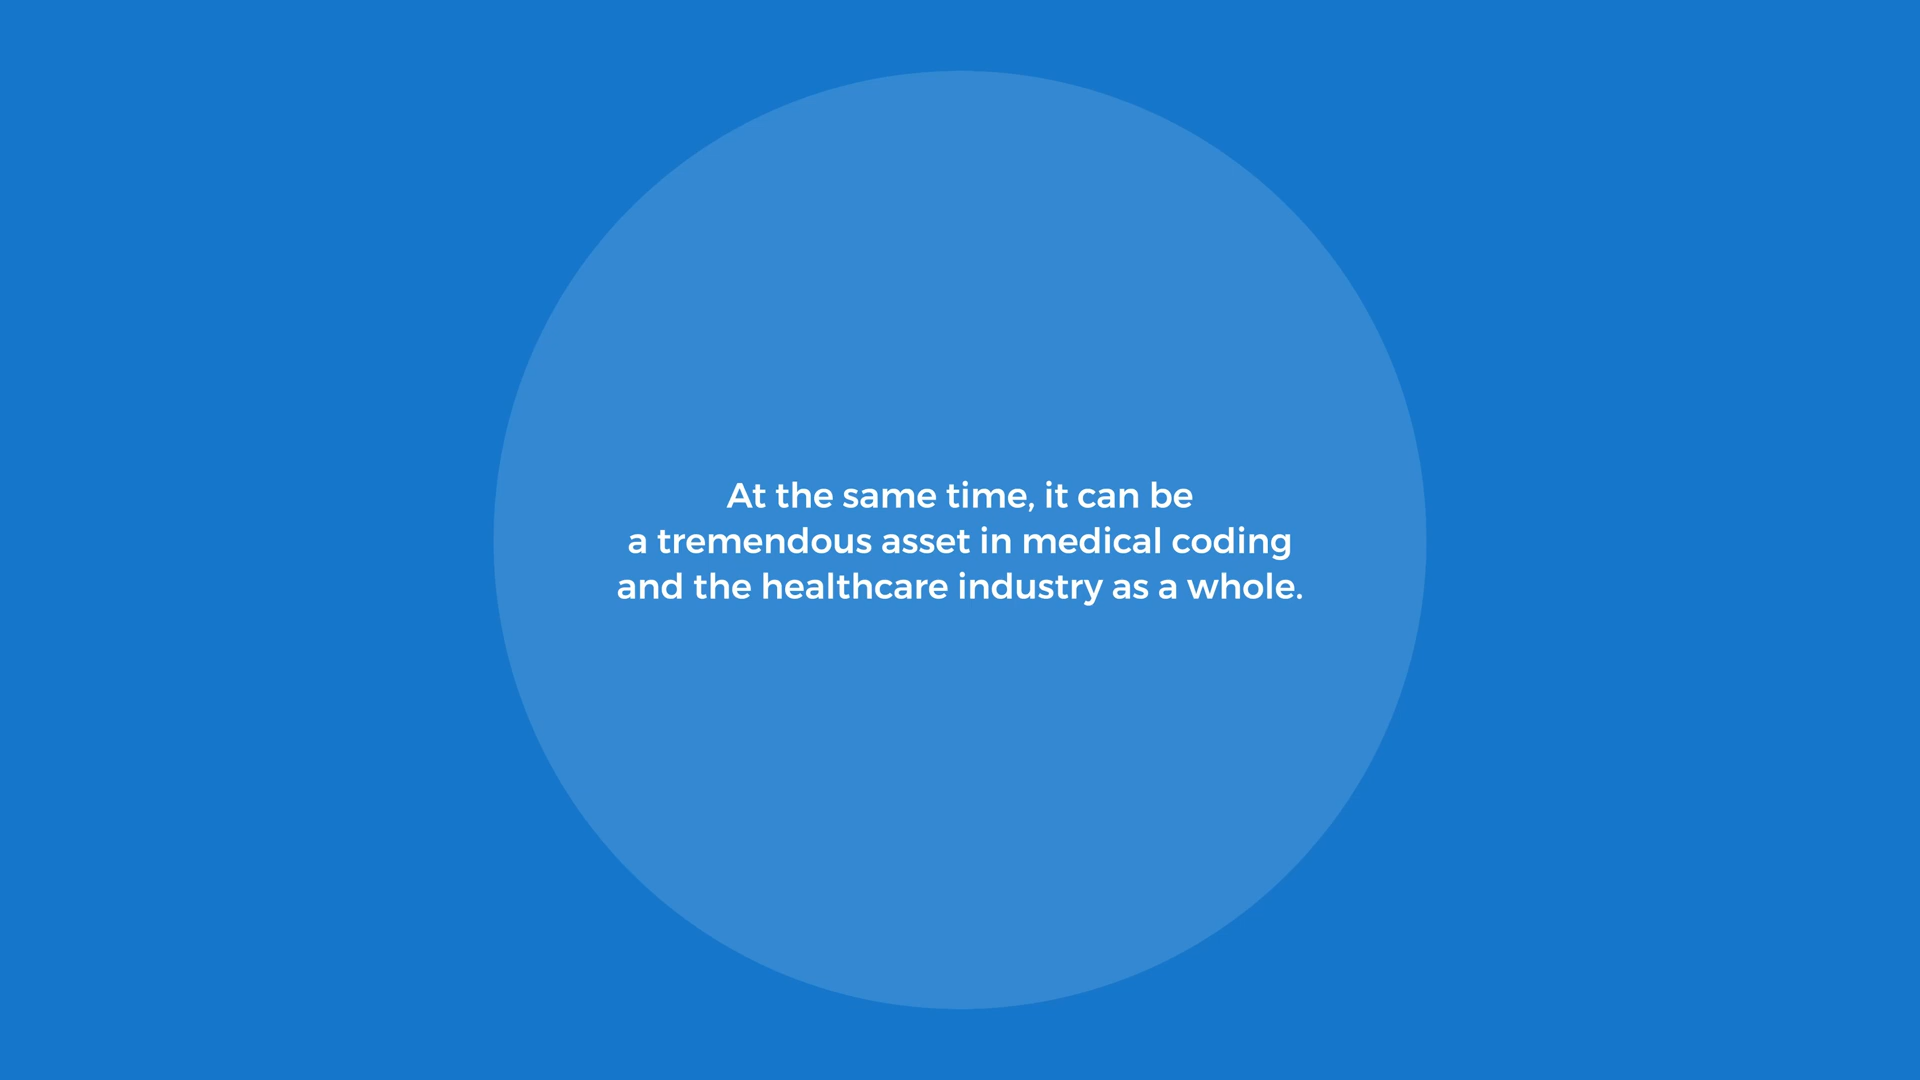 At the same time, it can be
a tremendous asset in medical coding
and the healthcare industry as a whole.